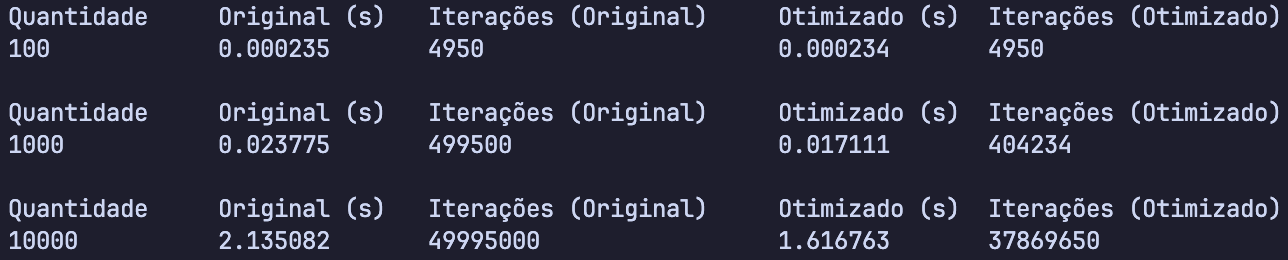 Quantidade Original (s) Iterações (Original) Otimizado (s) Iterações (Otimizado)
100 0.000235 4950 0.000234 4950
Quantidade Original (s) Iterações (Original) Otimizado (s) Iterações (Otimizado)
1000 0.023775 499500 0.017111 404234
Quantidade Original (s) Iterações (Original) Otimizado (s) Iterações (Otimizado)
10000 2.135082 49995000 1.616763 37869650